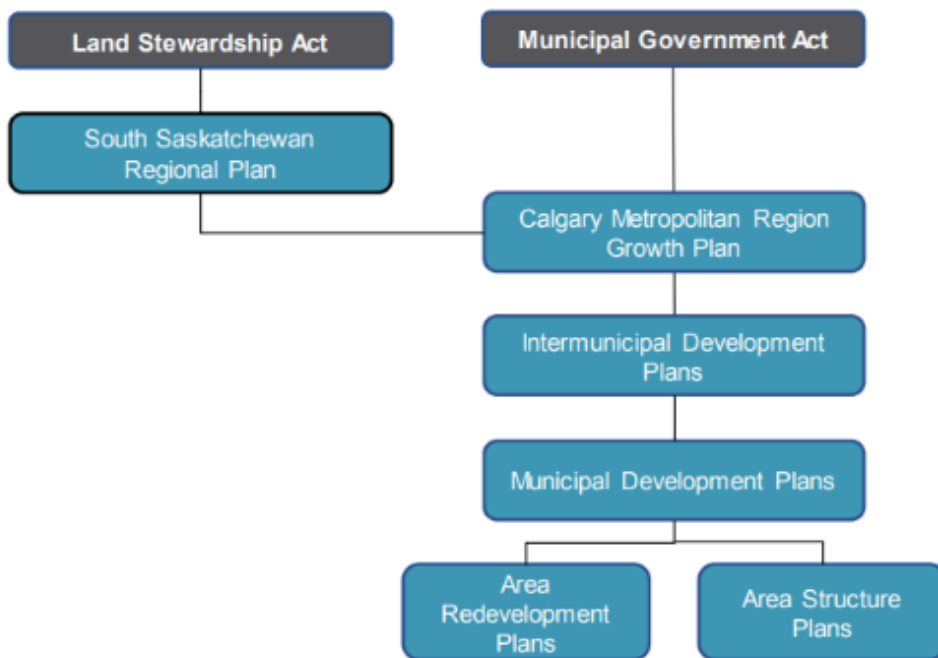 Land Stewardship Act
Municipal Government Act
South Saskatchewan
Regional Plan
Calgary Metropolitan Region
Growth Plan
Intermunicipal Development
Plans
Municipal Development Plans
Area
Redevelopment
Plans
Area Structure
Plans